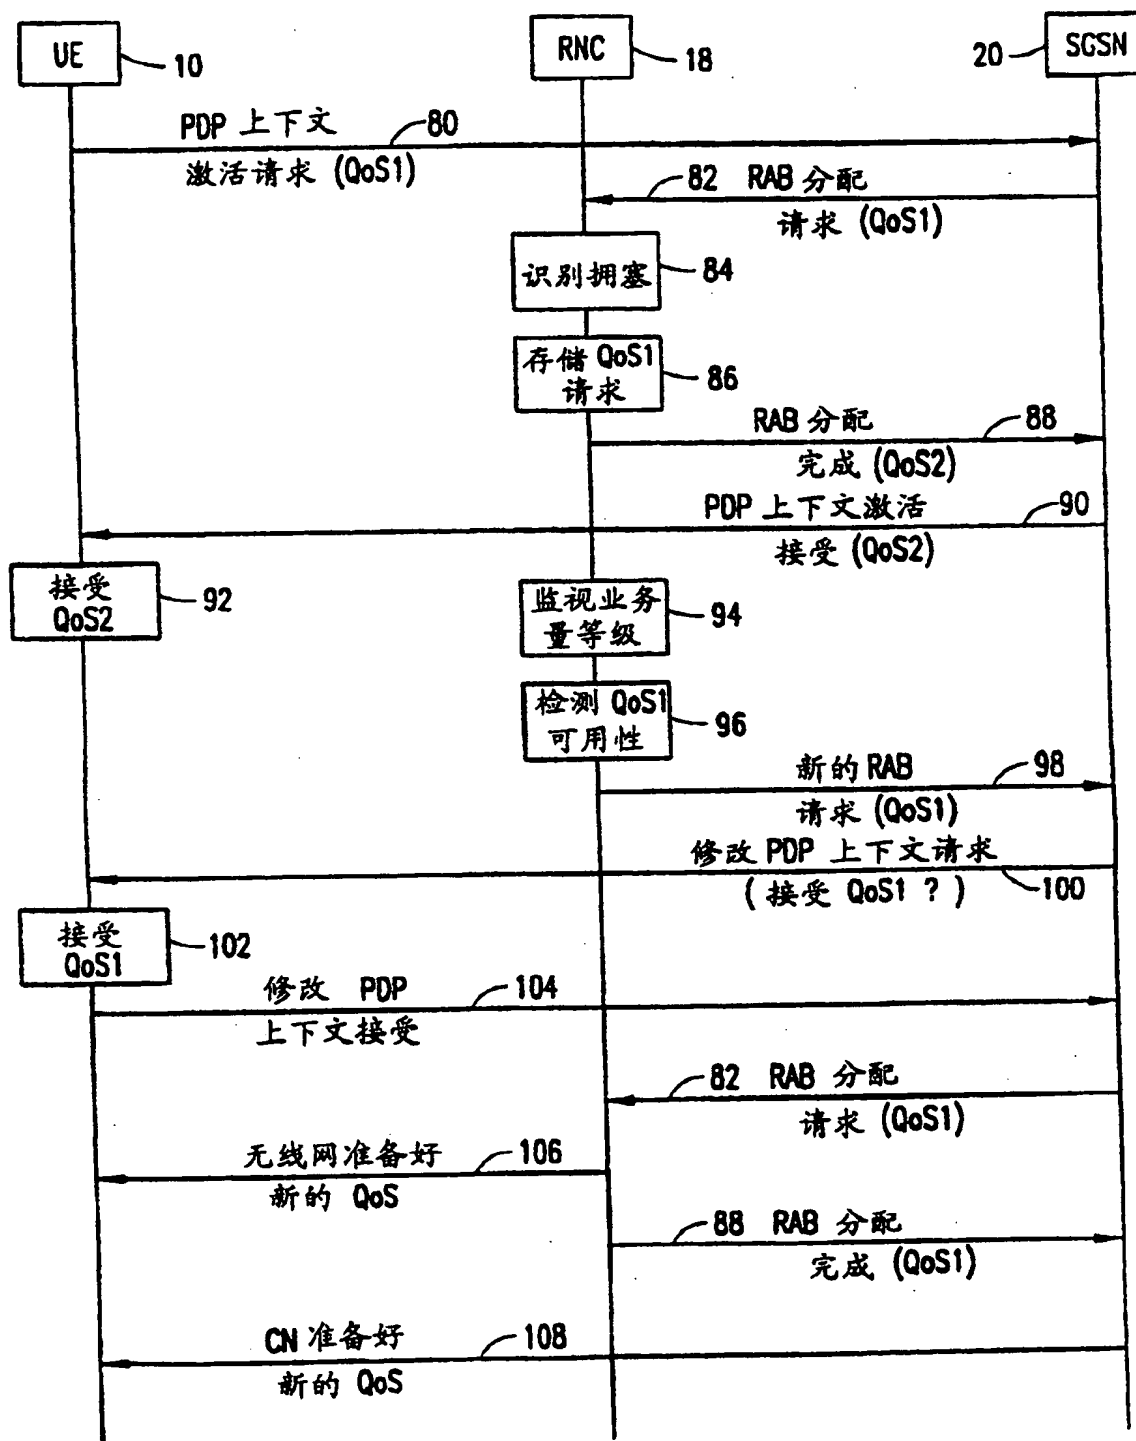 UE
10
RNC
18
20
SGSN
PDP 上下文
80
激活请求 (QoS1)
82 RAB 分配
请求 (QoS1)
识别拥塞
84
存储 QoS1
请求
86
RAB 分配
88
完成 (QoS2)
PDP 上下文激活
90
接受 (QoS2)
接受
QoS2
92
监视业务
量等级
94
检测 QoS1
可用性
96
新的 RAB
98
请求 (QoS1)
修改 PDP 上下文请求
( 接受 QoS1 ? )
100
接受
QoS1
102
修改 PDP
104
上下文接受
82 RAB 分配
请求 (QoS1)
无线网准备好
106
新的 QoS
88 RAB 分配
完成 (QoS1)
CN 准备好
108
新的 QoS